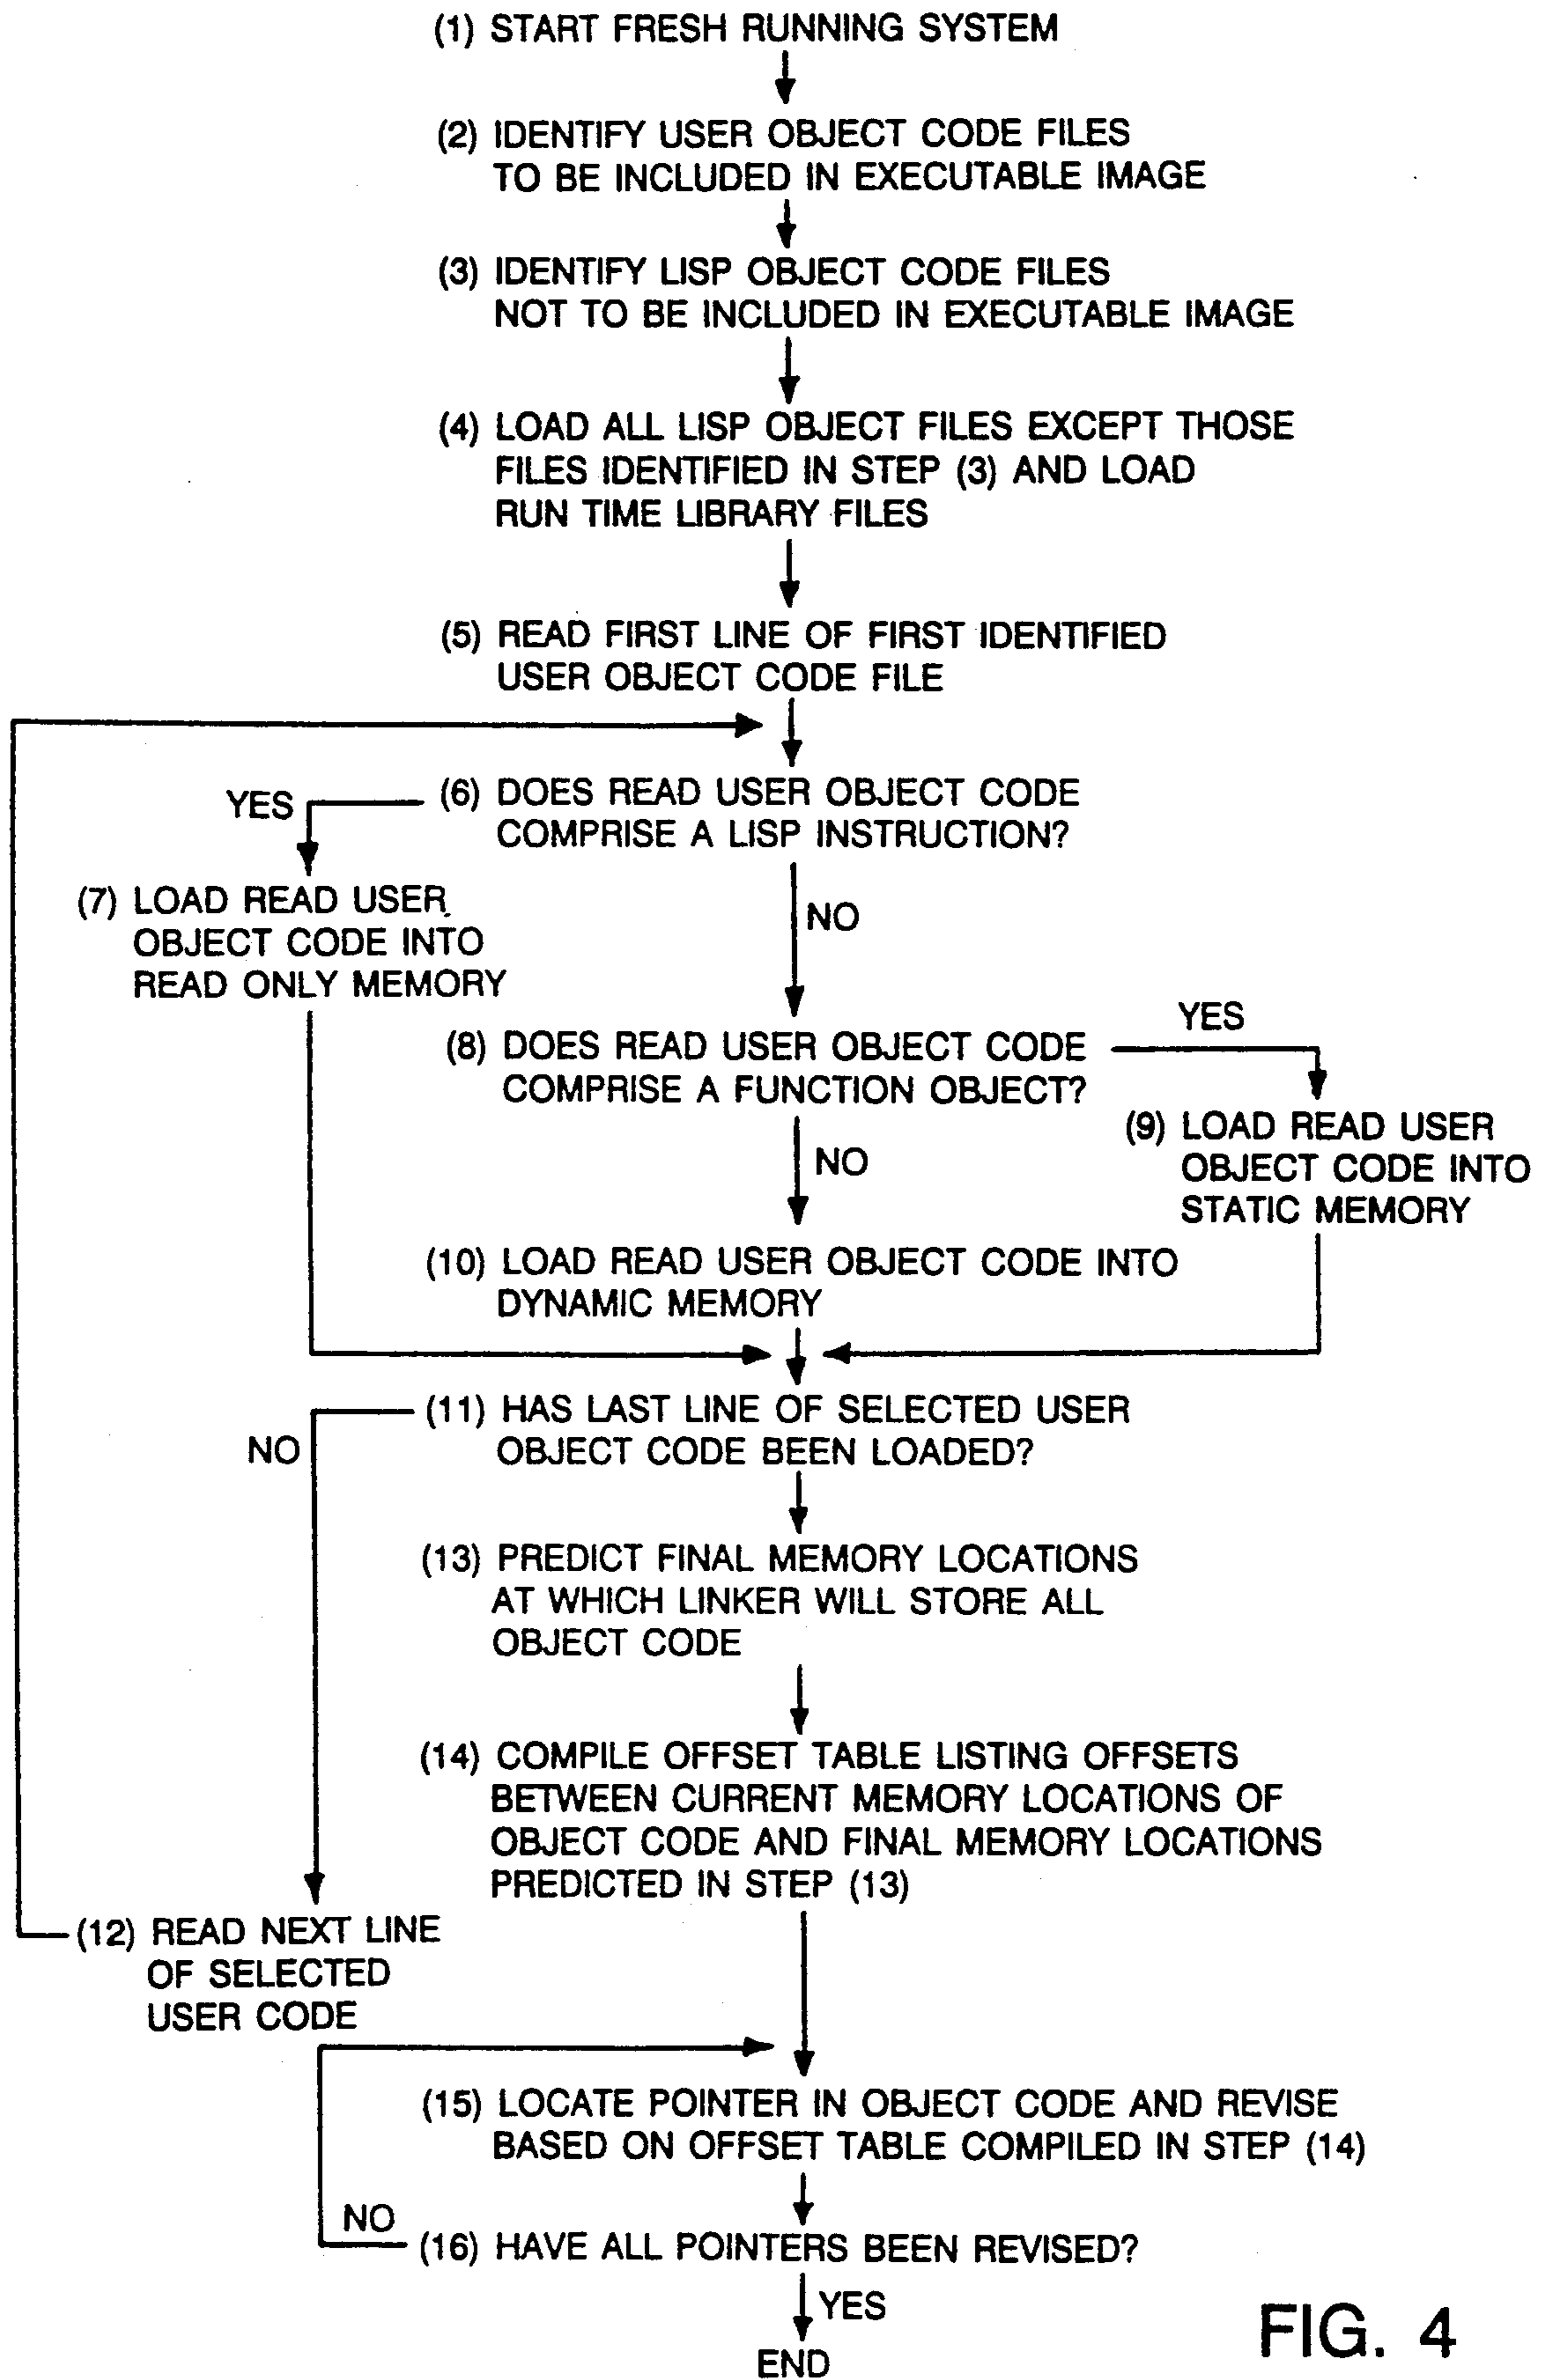 (1) START FRESH RUNNING SYSTEM
(2) IDENTIFY USER OBJECT CODE FILES
TO BE INCLUDED IN EXECUTABLE IMAGE
(3) IDENTIFY LISP OBJECT CODE FILES
NOT TO BE INCLUDED IN EXECUTABLE IMAGE
(4) LOAD ALL LISP OBJECT FILES EXCEPT THOSE
FILES IDENTIFIED IN STEP (3) AND LOAD
RUN TIME LIBRARY FILES
(5) READ FIRST LINE OF FIRST IDENTIFIED
USER OBJECT CODE FILE
(6) DOES READ USER OBJECT CODE
COMPRISE A LISP INSTRUCTION?
YES
(7) LOAD READ USER
OBJECT CODE INTO
READ ONLY MEMORY
NO
(8) DOES READ USER OBJECT CODE
COMPRISE A FUNCTION OBJECT?
YES
(9) LOAD READ USER
OBJECT CODE INTO
STATIC MEMORY
NO
(10) LOAD READ USER OBJECT CODE INTO
DYNAMIC MEMORY
(11) HAS LAST LINE OF SELECTED USER
OBJECT CODE BEEN LOADED?
NO
(13) PREDICT FINAL MEMORY LOCATIONS
AT WHICH LINKER WILL STORE ALL
OBJECT CODE
(14) COMPILE OFFSET TABLE LISTING OFFSETS
BETWEEN CURRENT MEMORY LOCATIONS OF
OBJECT CODE AND FINAL MEMORY LOCATIONS
PREDICTED IN STEP (13)
(12) READ NEXT LINE
OF SELECTED
USER CODE
(15) LOCATE POINTER IN OBJECT CODE AND REVISE
BASED ON OFFSET TABLE COMPILED IN STEP (14)
NO
(16) HAVE ALL POINTERS BEEN REVISED?
YES
END
FIG. 4